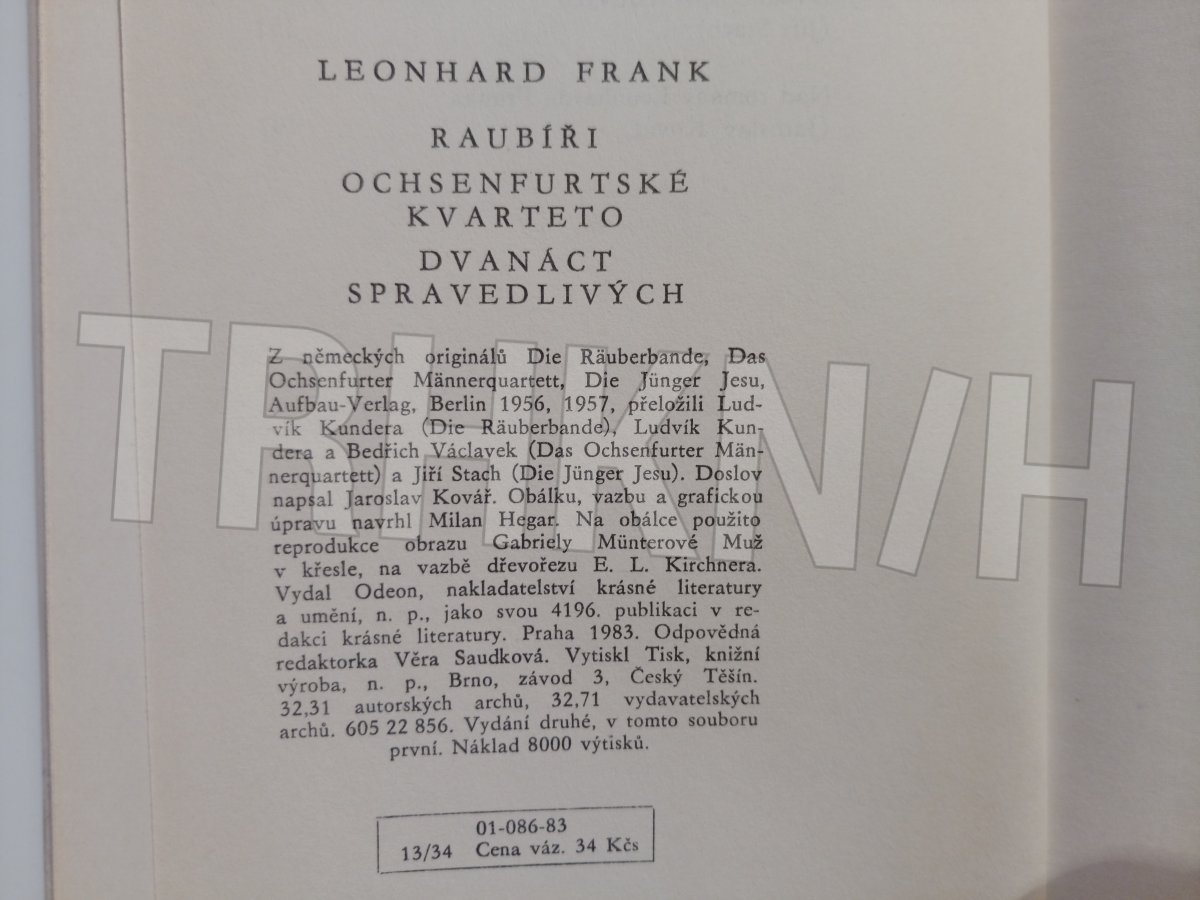 LEONHARD FRANK
RAUBÍŘI
OCHSENFURTSKÉ
KVARTETO
DVANÁCT
SPRAVEDLIVÝCH
Z německých originálů Die Räuberbande, Das
Ochsenfurter Männerquartett, Die Jünger Jesu,
Aufbau-Verlag, Berlin 1956, 1957, přeložili Lud-
vík Kundera (Die Räuberbande), Ludvík Kun-
dera a Bedřich Václavek (Das Ochsenfurter Män-
nerquartett) a Jiří Stach (Die Jünger Jesu). Doslov
napsal Jaroslav Kovář. Obálku, vazbu a grafickou
úpravu navrhl Milan Hegar. Na obálce použito
reprodukce obrazu Gabriely Münterové Muž
v křesle, na vazbě dřevořezu E. L. Kirchnera.
Vydal Odeon, nakladatelství krásné literatury
a umění, n. p., jako svou 4196. publikaci v re-
dakci krásné literatury. Praha 1983. Odpovědná
redaktorka Věra Saudková. Vytiskl Tisk, knižní
výroba, n. p., Brno, závod 3, Český Těšín.
32,31 autorských archů, 32,71 vydavatelských
archů. 605 22 856. Vydání druhé, v tomto souboru
první. Náklad 8000 výtisků.
01-086-83
13/34 Cena váz. 34 Kčs
TRHKNIH